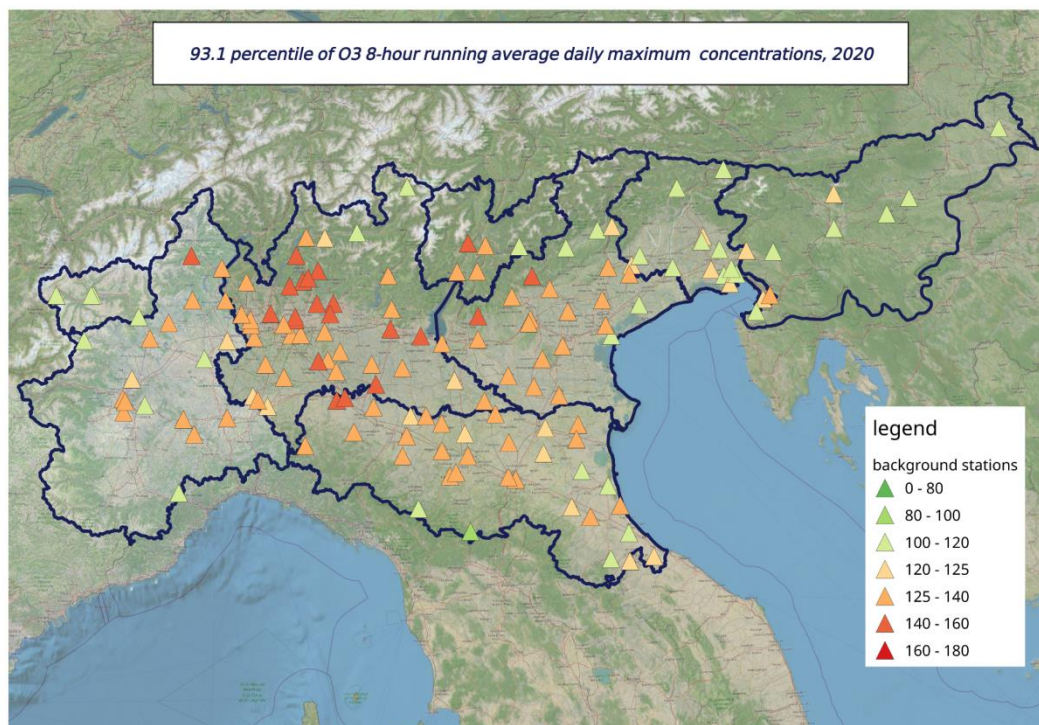 93.1 percentile of O3 8-hour running average daily maximum concentrations, 2020
legend
background stations
0 - 80
80 - 100
100 - 120
120 - 125
125 - 140
140 - 160
160 - 180